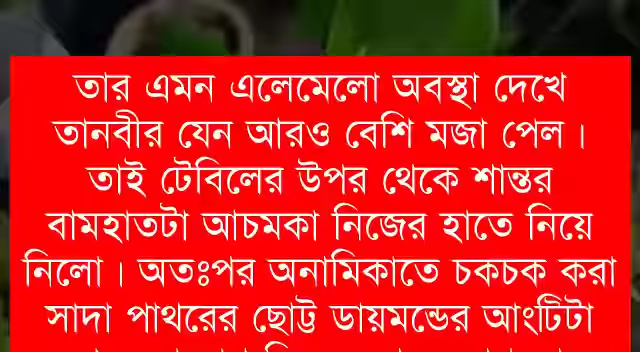 তার এমন এলেমেলো অবস্থা দেখে
তানবীর যেন আরও বেশি মজা পেল।
তাই টেবিলের উপর থেকে শান্তর
বামহাতটা আচমকা নিজের হাতে নিয়ে
নিলো। অতঃপর অনামিকাতে চকচক করা
সাদা পাথরের ছোট্ট ডায়মন্ডের আংটিটা